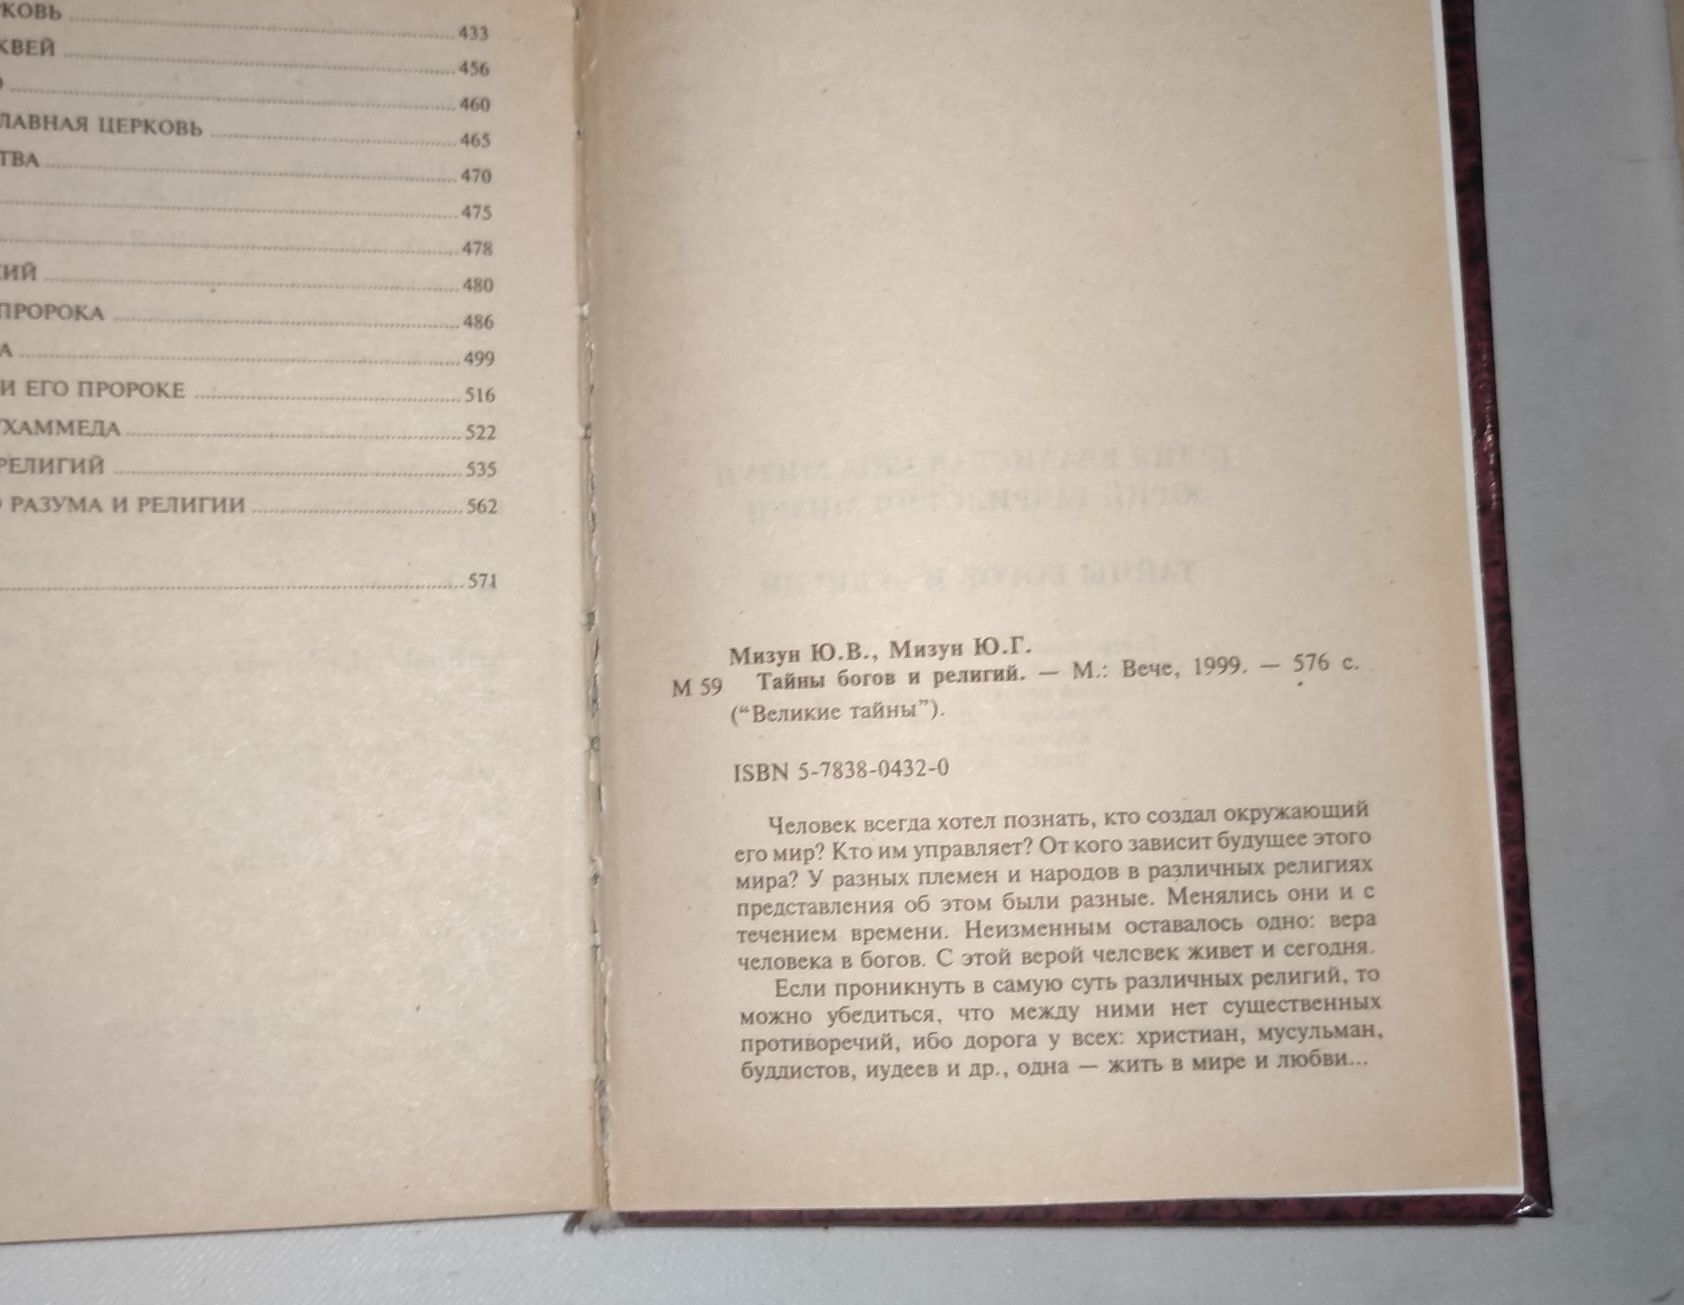 РКОВЬ 433
КВЕЙ 456
О 460
ЛАВНАЯ ЦЕРКОВЬ 465
ТВА 470
475
478
КИЙ 480
ПРОРОКА 486
А 499
И ЕГО ПРОРОКЕ 516
УХАММЕДА 522
РЕЛИГИЙ 535
О РАЗУМА И РЕЛИГИИ 562
571
Мизун Ю.В., Мизун Ю.Г.
М 59 Тайны богов и религий. — М.: Вече, 1999. — 576 с.
(“Великие тайны”).
ISBN 5-7838-0432-0
Человек всегда хотел познать, кто создал окружающий
его мир? Кто им управляет? От кого зависит будущее этого
мира? У разных племен и народов в различных религиях
представления об этом были разные. Менялись они и с
течением времени. Неизменным оставалось одно: вера
человека в богов. С этой верой человек живет и сегодня.
Если проникнуть в самую суть различных религий, то
можно убедиться, что между ними нет существенных
противоречий, ибо дорога у всех: христиан, мусульман,
буддистов, иудеев и др., одна — жить в мире и любви...